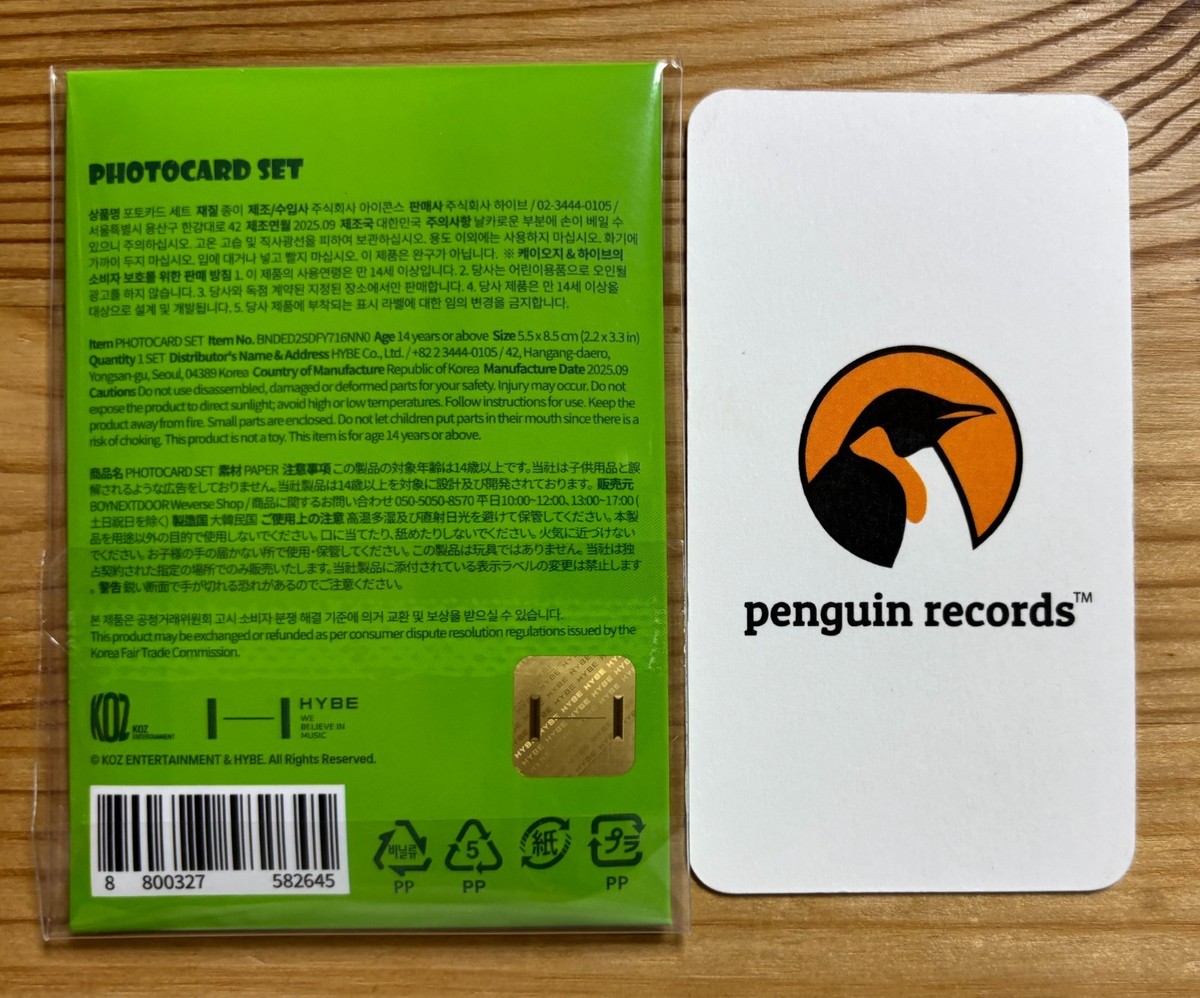 PHOTOCARD SET
상품명 포토카드 세트 재질 종이 제조/수입사 주식회사 아이콘스 판매사 주식회사 하이브 / 02-3444-0105 /
서울특별시 용산구 한강대로 42 제조연월 2025.09 제조국 대한민국 주의사항 날카로운 부분에 손이 베일 수
있으니 주의하십시오. 고온 고습 및 직사광선을 피하여 보관하십시오. 용도 이외에는 사용하지 마십시오. 화기에
가까이 두지 마십시오. 입에 대거나 넣고 빨지 마십시오. 이 제품은 완구가 아닙니다. ※ 케이오지 & 하이브의
소비자 보호를 위한 판매 방침 1. 이 제품의 사용연령은 만 14세 이상입니다. 2. 당사는 어린이용품으로 오인될
광고를 하지 않습니다. 3. 당사와 독점 계약된 지정된 장소에서만 판매합니다. 4. 당사 제품은 만 14세 이상을
대상으로 설계 및 개발됩니다. 5. 당사 제품에 부착되는 표시 라벨에 대한 임의 변경을 금지합니다.
Item PHOTOCARD SET Item No. BNDED25DFY716NN0 Age 14 years or above Size 5.5 x 8.5 cm (2.2 x 3.3 in)
Quantity 1 SET Distributor's Name & Address HYBE Co., Ltd. / +82 2 3444-0105 / 42, Hangang-daero,
Yongsan-gu, Seoul, 04389 Korea Country of Manufacture Republic of Korea Manufacture Date 2025.09
Cautions Do not use disassembled, damaged or deformed parts for your safety. Injury may occur. Do not
expose the product to direct sunlight; avoid high or low temperatures. Follow instructions for use. Keep the
product away from fire. Small parts are enclosed. Do not let children put parts in their mouth since there is a
risk of choking. This product is not a toy. This item is for age 14 years or above.
商品名 PHOTOCARD SET 素材 PAPER 注意事項 この製品の対象年齢は14歳以上です。当社は子供用品と誤
解されるような広告をしておりません。当社製品は14歳以上を対象に設計及び開発されております。販売元
BOYNEXTDOOR Weverse Shop / 商品に関するお問い合わせ 050-5050-8570 平日10:00~12:00、13:00~17:00 (
土日祝日を除く) 製造国 大韓民国 ご使用上の注意 高温多湿及び直射日光を避けて保管してください。本製
品を用途以外の目的で使用しないでください。口に当てたり、舐めたりしないでください。火気に近づけない
でください。お子様の手の届かない所で使用・保管してください。この製品は玩具ではありません。当社は独
占契約された指定の場所でのみ販売いたします。当社製品に添付されている表示ラベルの変更は禁止します
。警告 鋭い断面で手が切れる恐れがあるのでご注意ください。
본 제품은 공정거래위원회 고시 소비자 분쟁 해결 기준에 의거 교환 및 보상을 받으실 수 있습니다.
This product may be exchanged or refunded as per consumer dispute resolution regulations issued by the
Korea Fair Trade Commission.
KOZ KOZ ENTERTAINMENT
HYBE
WE
BELIEVE IN
MUSIC
© KOZ ENTERTAINMENT & HYBE. All Rights Reserved.
8 800327 582645
비닐류 PP
5 PP
紙
プラ PP
penguin records™